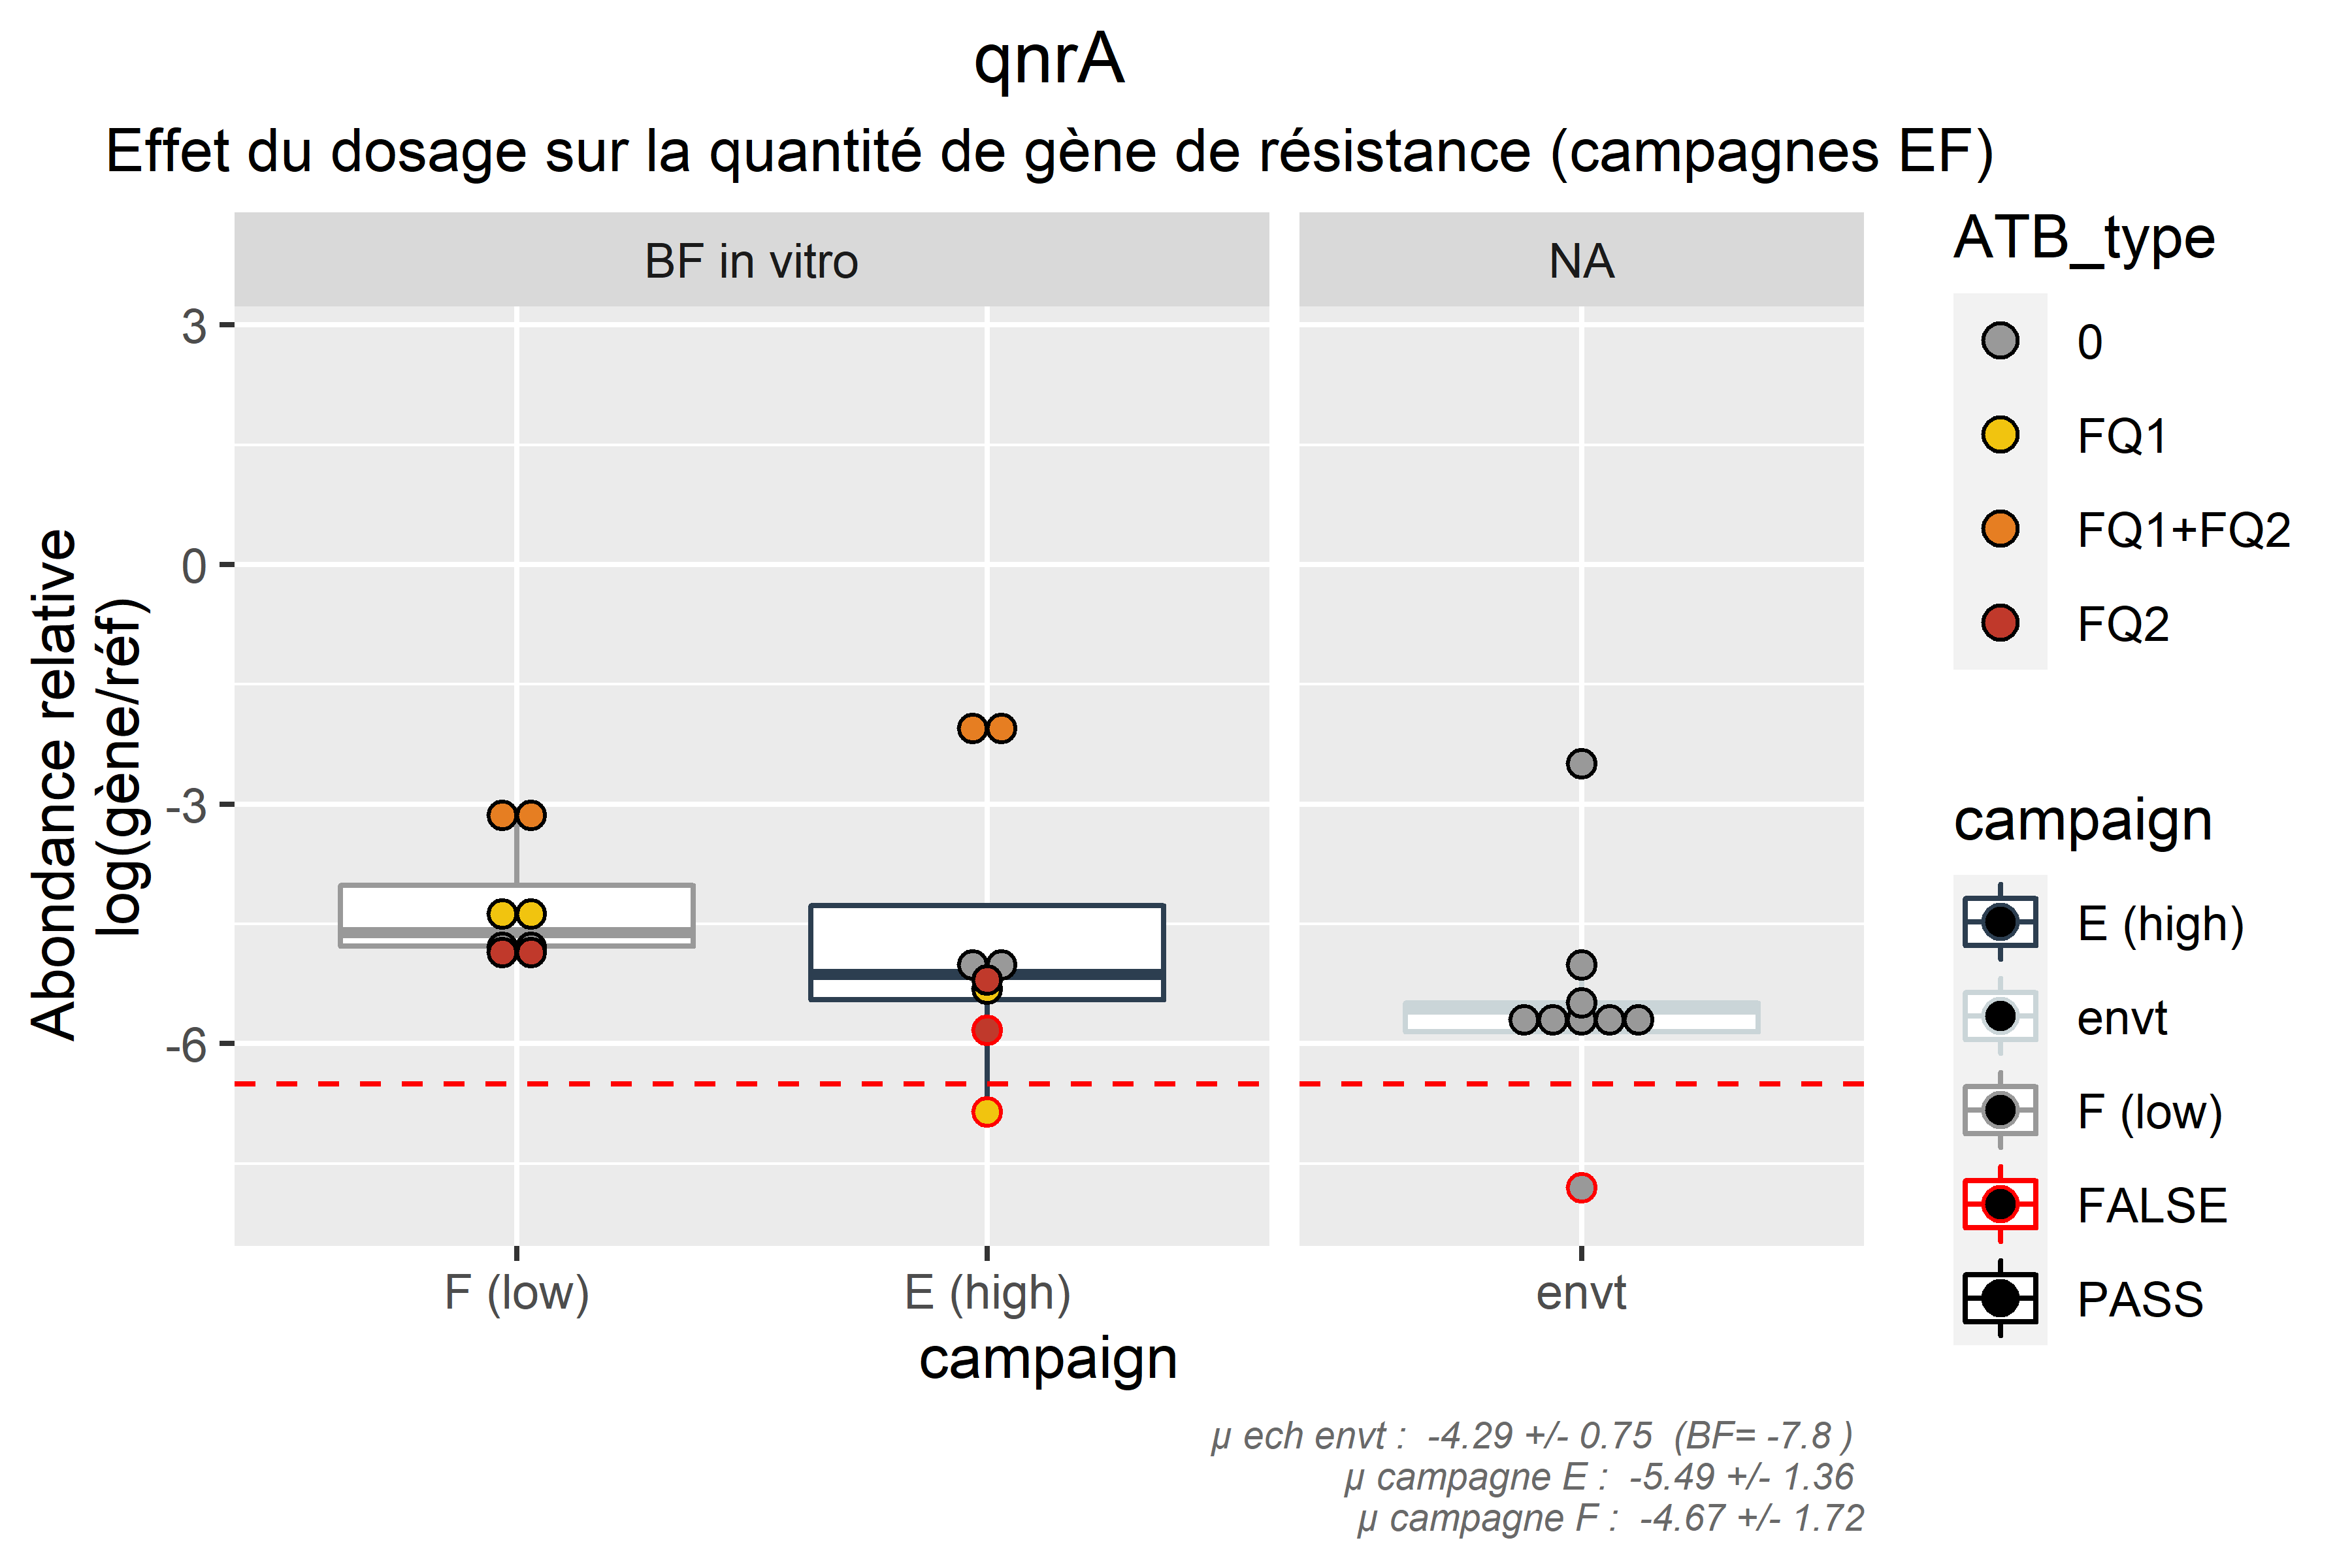 qnrA
Effet du dosage sur la quantité de gène de résistance (campagnes EF)
BF in vitro
NA
3
0
-3
-6
Abondance relative
log(gène/réf)
F (low)
E (high)
envt
campaign
ATB_type
0
FQ1
FQ1+FQ2
FQ2
campaign
E (high)
envt
F (low)
FALSE
PASS
µ ech envt :  -4.29 +/- 0.75  (BF= -7.8 )
µ campagne E :  -5.49 +/- 1.36
µ campagne F :  -4.67 +/- 1.72